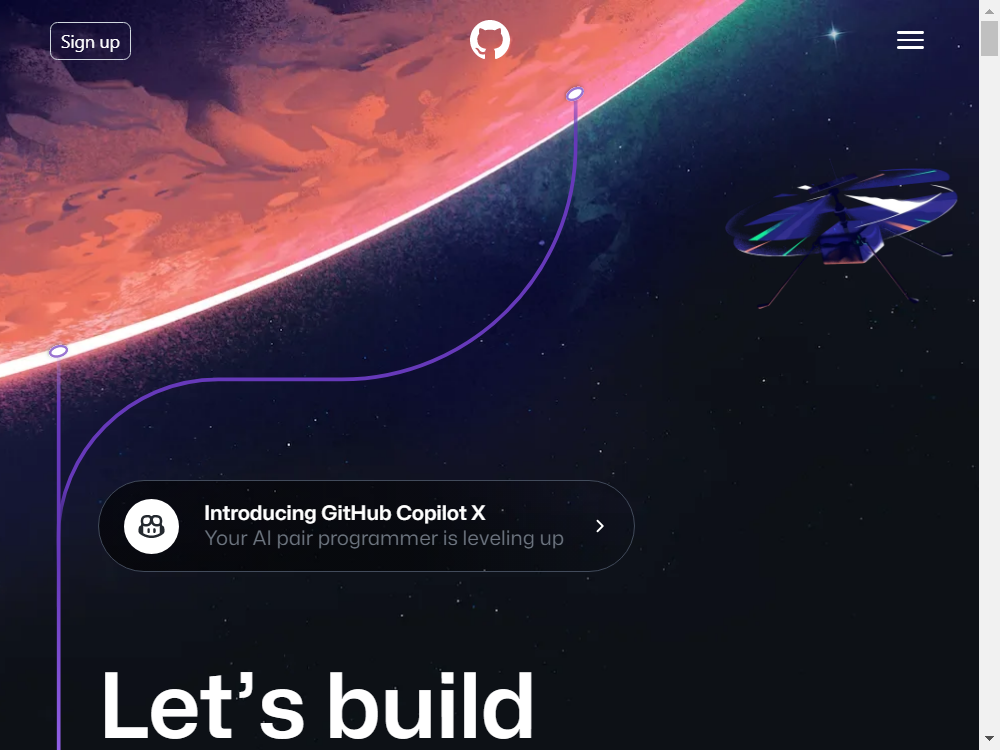 Sign up
Introducing GitHub Copilot X
Your AI pair programmer is leveling up
Let’s build